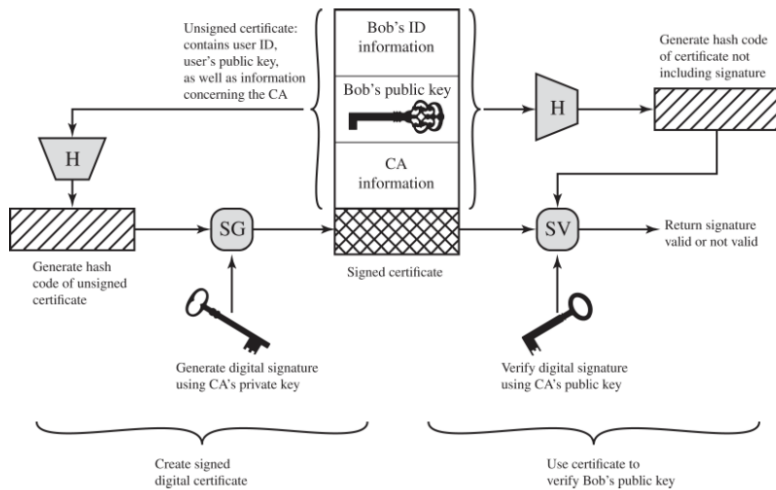 Unsigned certificate:
contains user ID,
user's public key,
as well as information
concerning the CA
Bob's ID
information
Bob's public key
CA
information
Generate hash code
of certificate not
including signature
H
H
SG
SV
Return signature
valid or not valid
Generate hash
code of unsigned
certificate
Signed certificate
Generate digital signature
using CA's private key
Verify digital signature
using CA's public key
Create signed
digital certificate
Use certificate to
verify Bob's public key